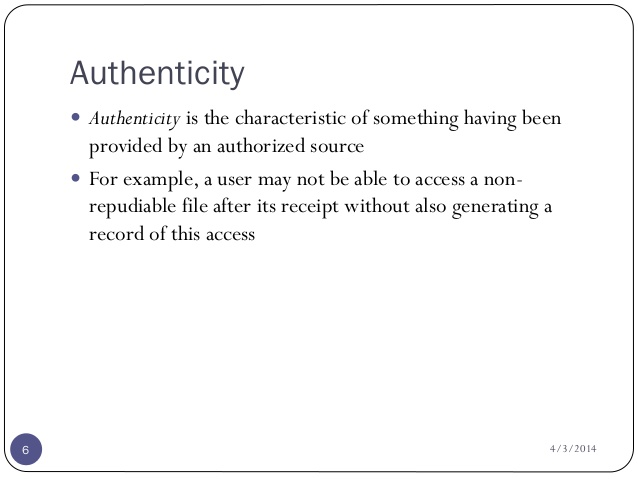 Authenticity
• Authenticity is the characteristic of something having been
provided by an authorized source
• For example, a user may not be able to access a non-
repudiable file after its receipt without also generating a
record of this access
6
4/3/2014